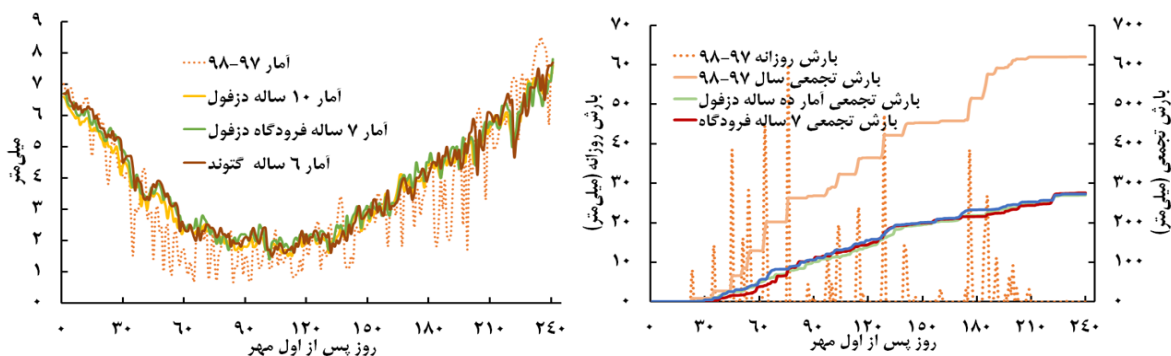 ۹
۸
۷
۶
۵
۴
۳
۲
۱
۰
میلی‌متر
آمار ۹۷-۹۸
آمار ۱۰ ساله دزفول
آمار ۷ ساله فرودگاه دزفول
آمار ۶ ساله گتوند
۰ ۳۰ ۶۰ ۹۰ ۱۲۰ ۱۵۰ ۱۸۰ ۲۱۰ ۲۴۰
روز پس از اول مهر
۷۰
۶۰
۵۰
۴۰
۳۰
۲۰
۱۰
۰
بارش روزانه (میلی‌متر)
بارش روزانه ۹۷-۹۸
بارش تجمعی سال ۹۷-۹۸
بارش تجمعی آمار ده ساله دزفول
بارش تجمعی ۷ ساله فرودگاه
۷۰۰
۶۰۰
۵۰۰
۴۰۰
۳۰۰
۲۰۰
۱۰۰
۰
بارش تجمعی (میلی‌متر)
۰ ۳۰ ۶۰ ۹۰ ۱۲۰ ۱۵۰ ۱۸۰ ۲۱۰ ۲۴۰
روز پس از اول مهر